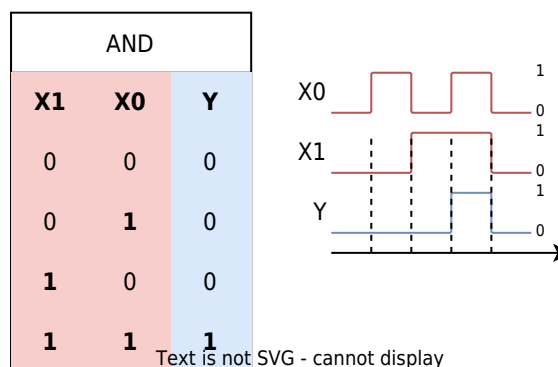 AND
X1 X0 Y
0 0 0
0 1 0
1 0 0
1 1 1
X0 1
0
X1 1
0
Y 1
0
Text is not SVG - cannot display